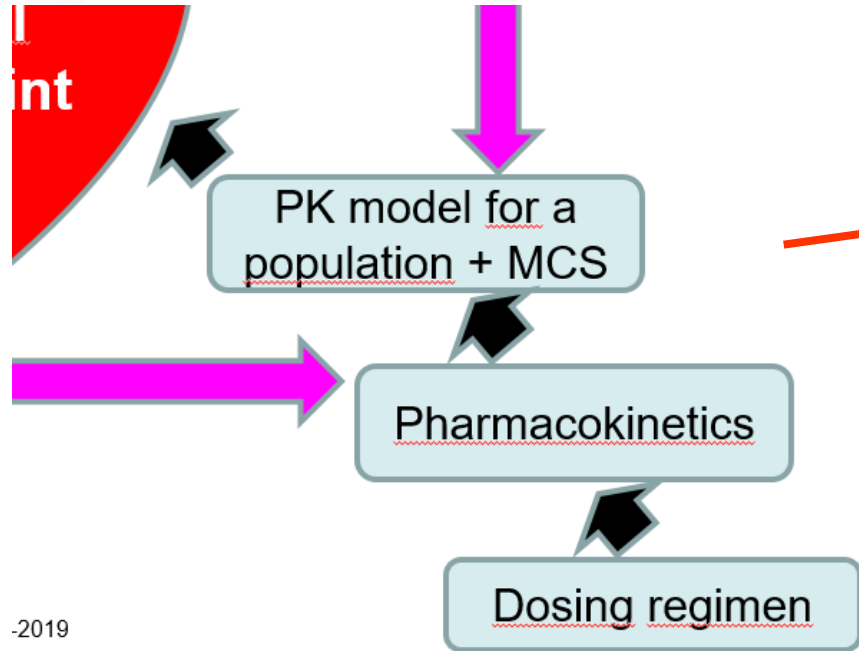 int
PK model for a
population + MCS
Pharmacokinetics
Dosing regimen
-2019